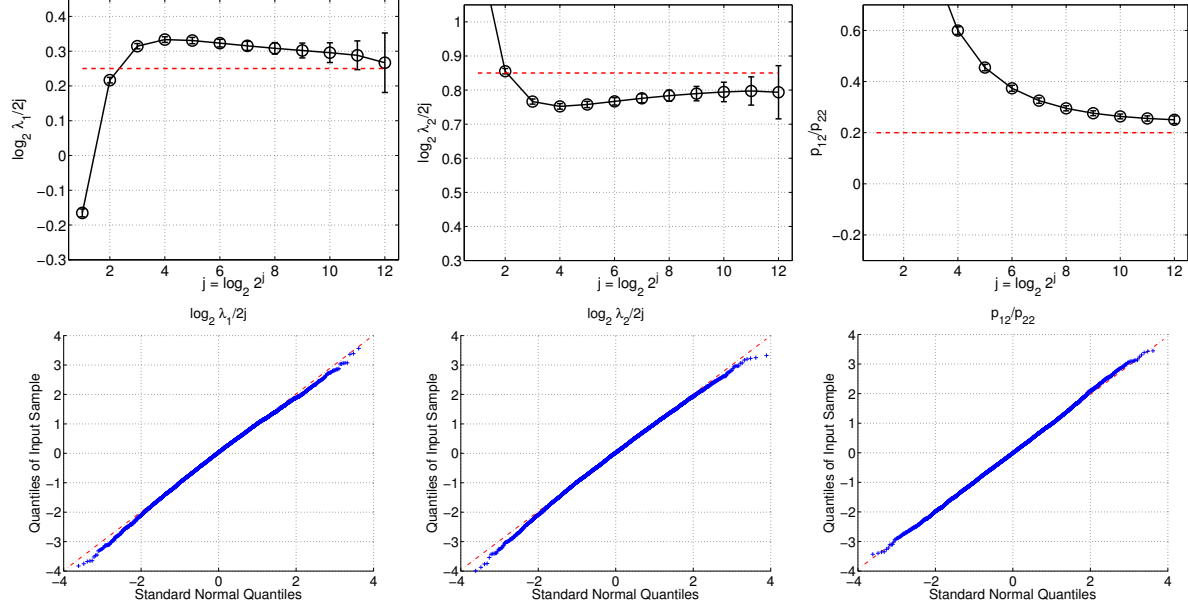 0.4
0.3
0.2
0.1
0
−0.1
−0.2
−0.3
2 4 6 8 10 12
log₂ λ₁/2j
j = log₂ 2ʲ
1
0.9
0.8
0.7
0.6
0.5
0.4
0.3
2 4 6 8 10 12
log₂ λ₂/2j
j = log₂ 2ʲ
0.6
0.4
0.2
0
−0.2
2 4 6 8 10 12
p₁₂/p₂₂
j = log₂ 2ʲ
log₂ λ₁/2j
4
3
2
1
0
−1
−2
−3
−4
−4 −2 0 2 4
Quantiles of Input Sample
Standard Normal Quantiles
log₂ λ₂/2j
4
3
2
1
0
−1
−2
−3
−4
−4 −2 0 2 4
Quantiles of Input Sample
Standard Normal Quantiles
p₁₂/p₂₂
4
3
2
1
0
−1
−2
−3
−4
−4 −2 0 2 4
Quantiles of Input Sample
Standard Normal Quantiles